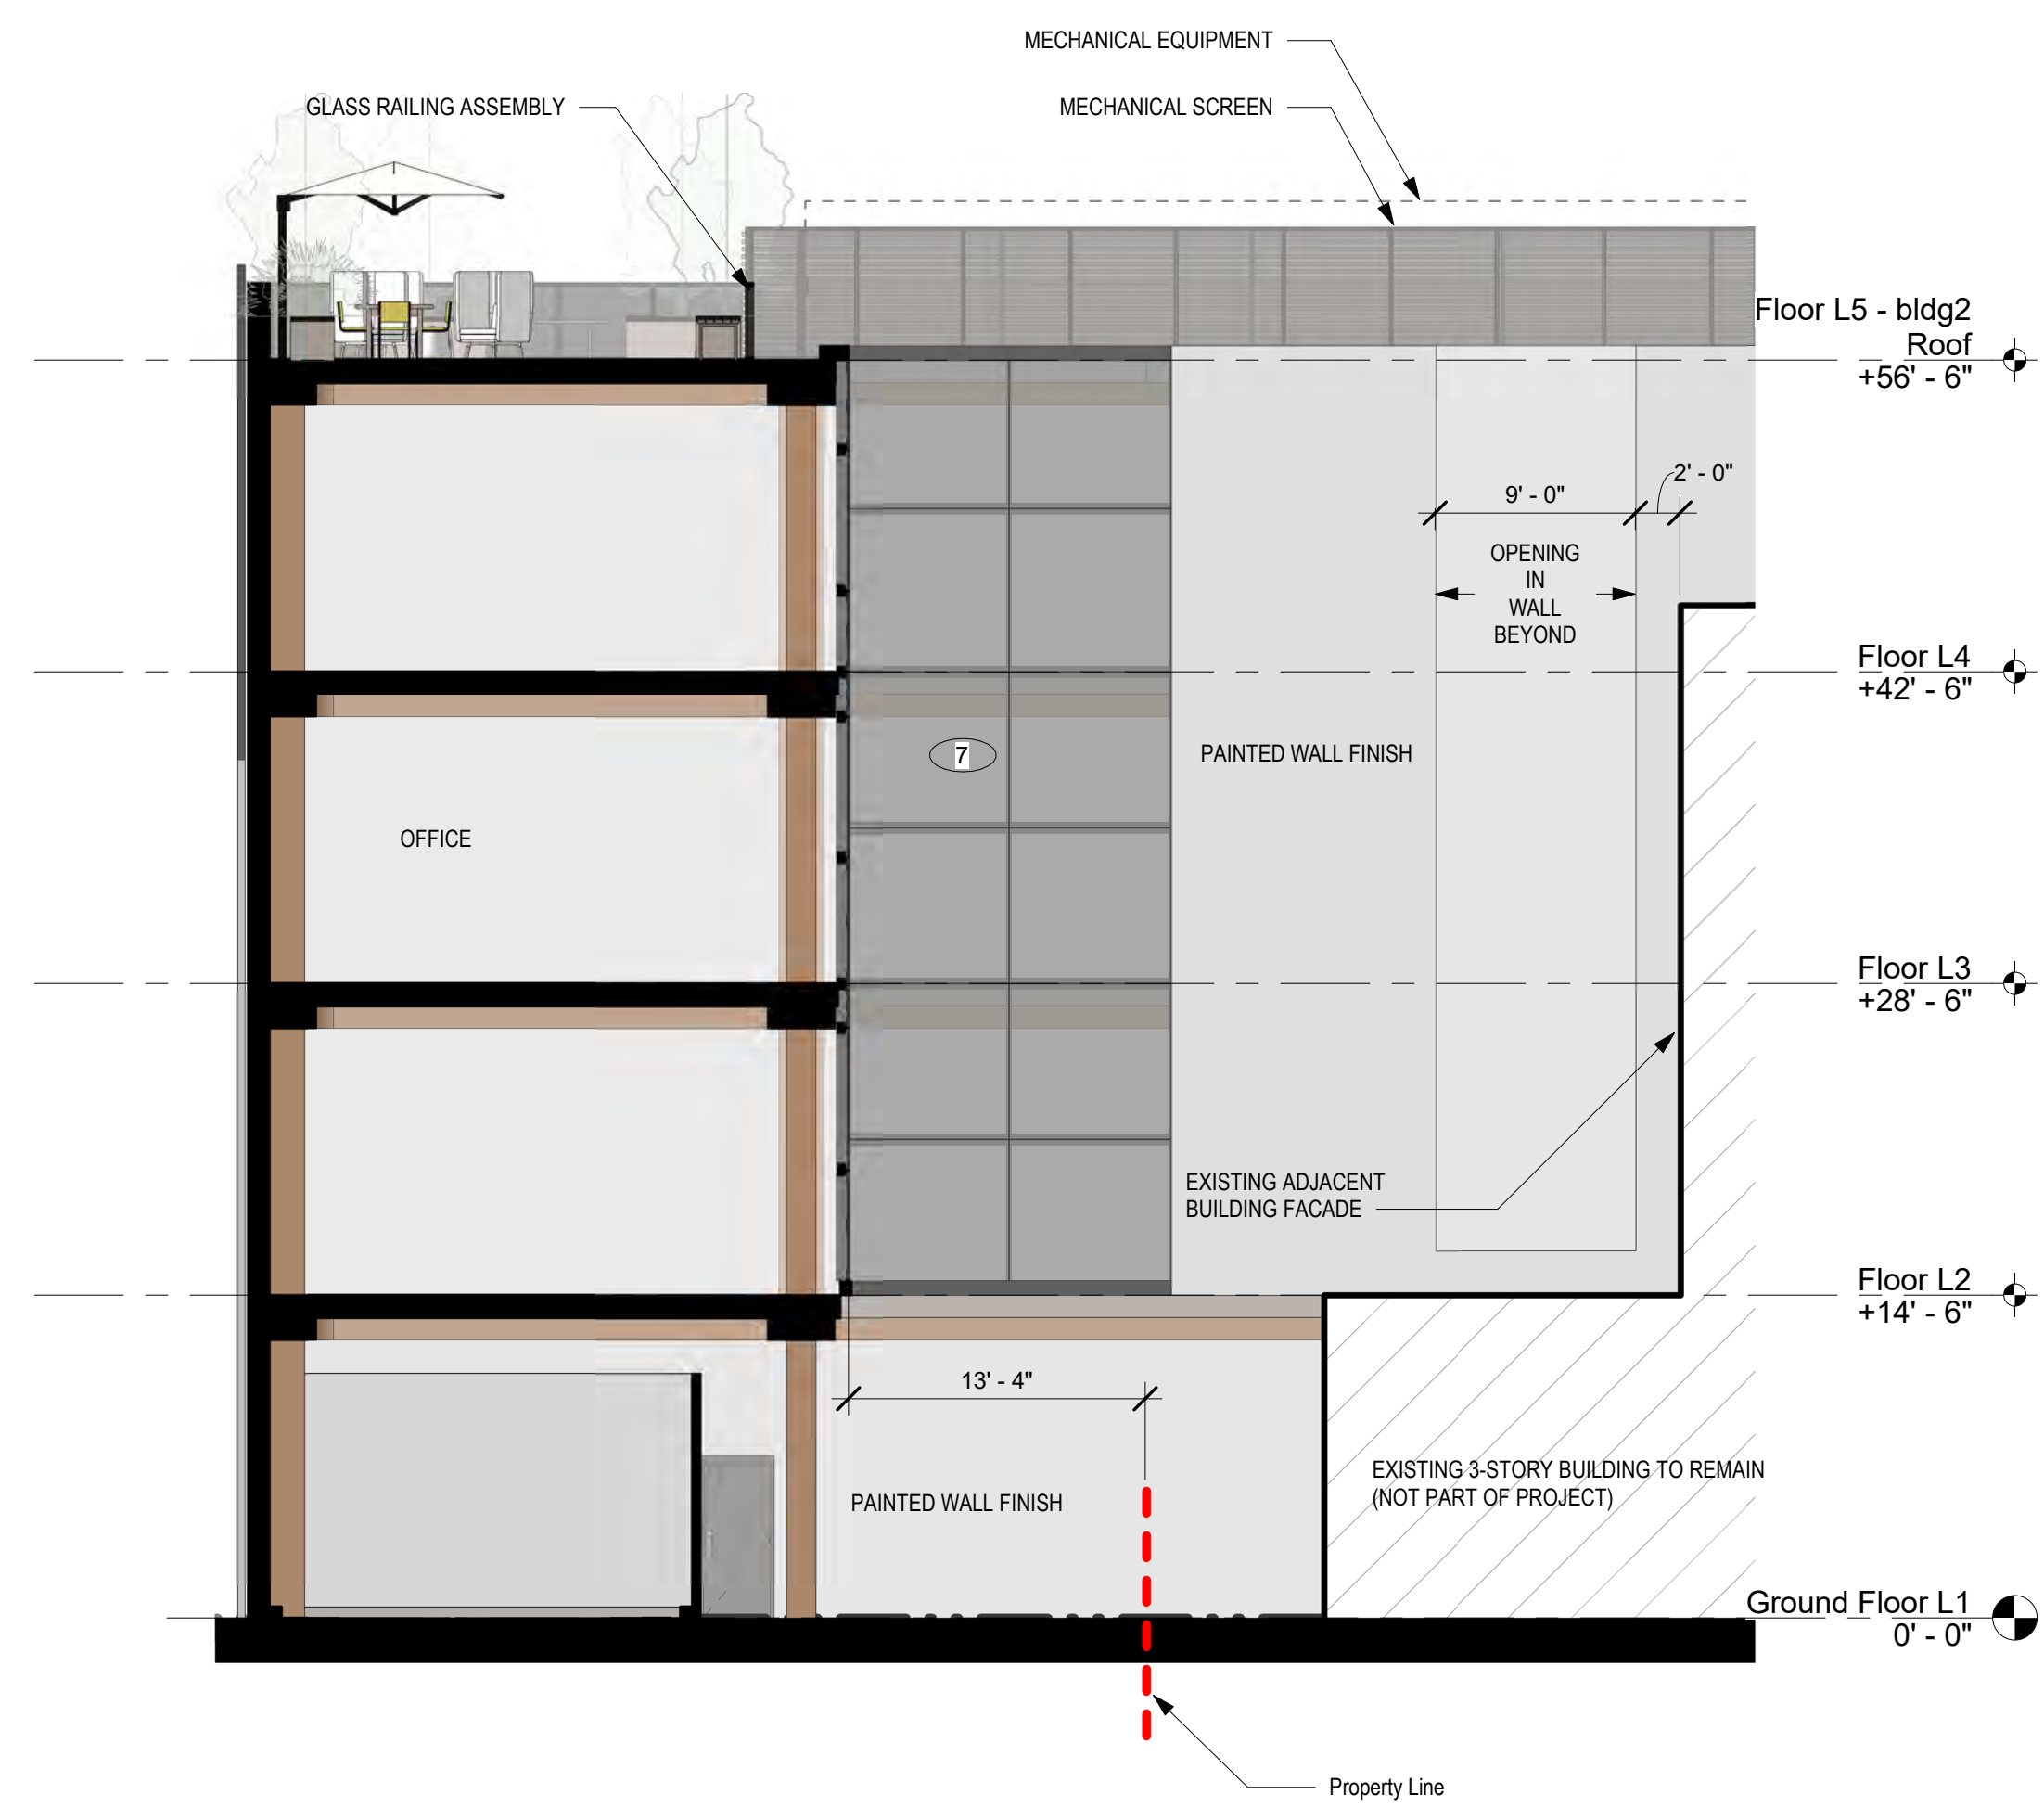 MECHANICAL EQUIPMENT
GLASS RAILING ASSEMBLY
MECHANICAL SCREEN
Floor L5 - bldg2
Roof
+56' - 6"
2' - 0"
9' - 0"
OPENING
IN
WALL
BEYOND
Floor L4
+42' - 6"
7
PAINTED WALL FINISH
OFFICE
Floor L3
+28' - 6"
EXISTING ADJACENT
BUILDING FACADE
Floor L2
+14' - 6"
13' - 4"
EXISTING 3-STORY BUILDING TO REMAIN
(NOT PART OF PROJECT)
PAINTED WALL FINISH
Ground Floor L1
0' - 0"
Property Line